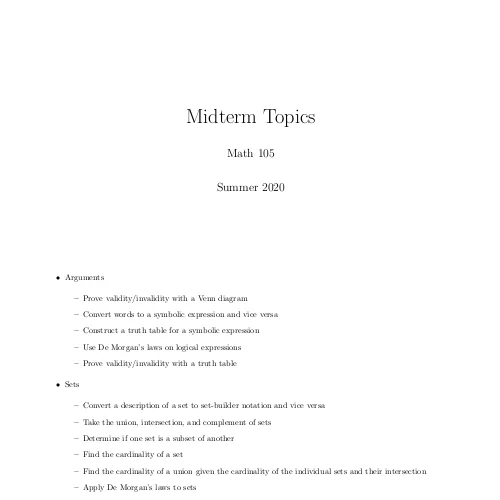 Midterm Topics
Math 105
Summer 2020
• Arguments
– Prove validity/invalidity with a Venn diagram
– Convert words to a symbolic expression and vice versa
– Construct a truth table for a symbolic expression
– Use De Morgan's laws on logical expressions
– Prove validity/invalidity with a truth table
• Sets
– Convert a description of a set to set-builder notation and vice versa
– Take the union, intersection, and complement of sets
– Determine if one set is a subset of another
– Find the cardinality of a set
– Find the cardinality of a union given the cardinality of the individual sets and their intersection
– Apply De Morgan's laws to sets